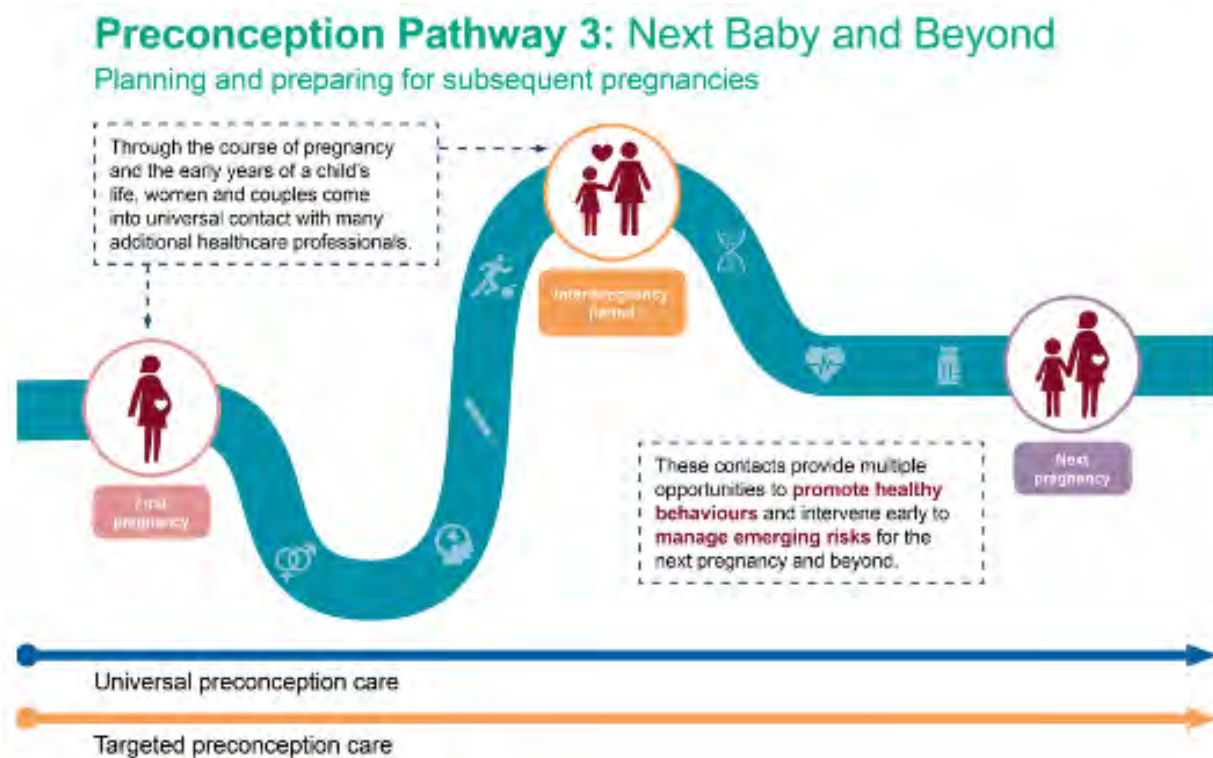 Preconception Pathway 3: Next Baby and Beyond
Planning and preparing for subsequent pregnancies
Through the course of pregnancy
and the early years of a child's
life, women and couples come
into universal contact with many
additional healthcare professionals.
Interpregnancy
period
First
pregnancy
These contacts provide multiple
opportunities to promote healthy
behaviours and intervene early to
manage emerging risks for the
next pregnancy and beyond.
Next
pregnancy
Universal preconception care
Targeted preconception care